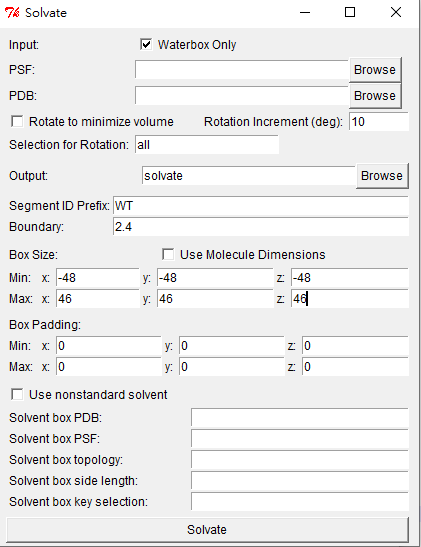 Solvate
Input: Waterbox Only
PSF: Browse
PDB: Browse
Rotate to minimize volume Rotation Increment (deg): 10
Selection for Rotation: all
Output: solvate Browse
Segment ID Prefix: WT
Boundary: 2.4
Box Size: Use Molecule Dimensions
Min: x: -48 y: -48 z: -48
Max: x: 46 y: 46 z: 46
Box Padding:
Min: x: 0 y: 0 z: 0
Max: x: 0 y: 0 z: 0
Use nonstandard solvent
Solvent box PDB:
Solvent box PSF:
Solvent box topology:
Solvent box side length:
Solvent box key selection:
Solvate